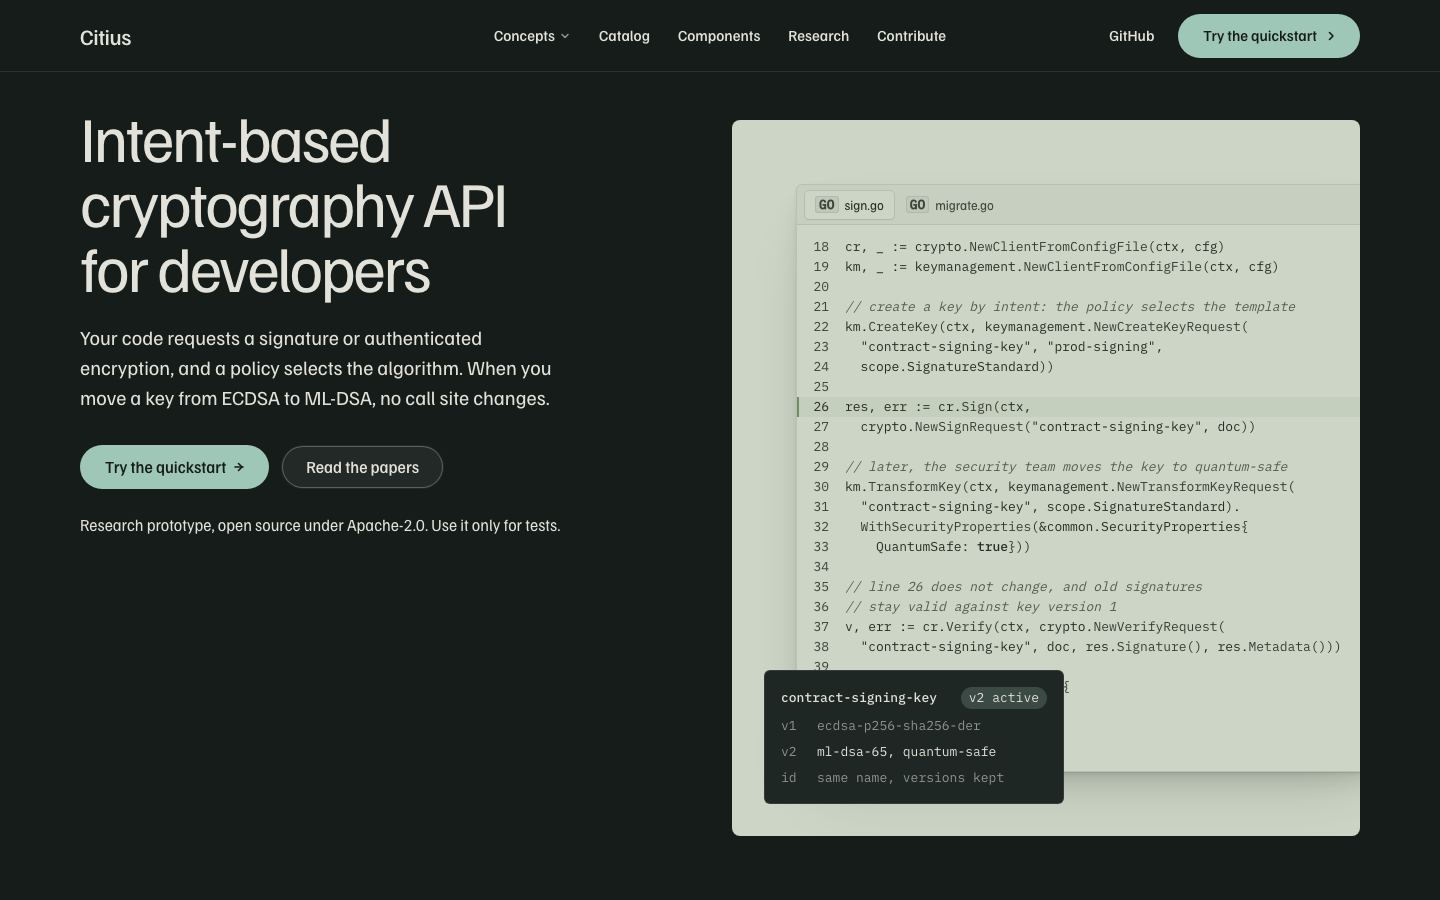 Citius
Concepts
Catalog
Components
Research
Contribute
GitHub
Try the quickstart
Intent-based
cryptography API
for developers
Your code requests a signature or authenticated
encryption, and a policy selects the algorithm. When you
move a key from ECDSA to ML-DSA, no call site changes.
Try the quickstart →
Read the papers
Research prototype, open source under Apache-2.0. Use it only for tests.
GO sign.go
GO migrate.go
18 cr, _ := crypto.NewClientFromConfigFile(ctx, cfg)
19 km, _ := keymanagement.NewClientFromConfigFile(ctx, cfg)
20
21 // create a key by intent: the policy selects the template
22 km.CreateKey(ctx, keymanagement.NewCreateKeyRequest(
23   "contract-signing-key", "prod-signing",
24   scope.SignatureStandard))
25
26 res, err := cr.Sign(ctx,
27   crypto.NewSignRequest("contract-signing-key", doc))
28
29 // later, the security team moves the key to quantum-safe
30 km.TransformKey(ctx, keymanagement.NewTransformKeyRequest(
31   "contract-signing-key", scope.SignatureStandard).
32   WithSecurityProperties(&common.SecurityProperties{
33     QuantumSafe: true}))
34
35 // line 26 does not change, and old signatures
36 // stay valid against key version 1
37 v, err := cr.Verify(ctx, crypto.NewVerifyRequest(
38   "contract-signing-key", doc, res.Signature(), res.Metadata()))
39
{
contract-signing-key v2 active
v1 ecdsa-p256-sha256-der
v2 ml-dsa-65, quantum-safe
id same name, versions kept